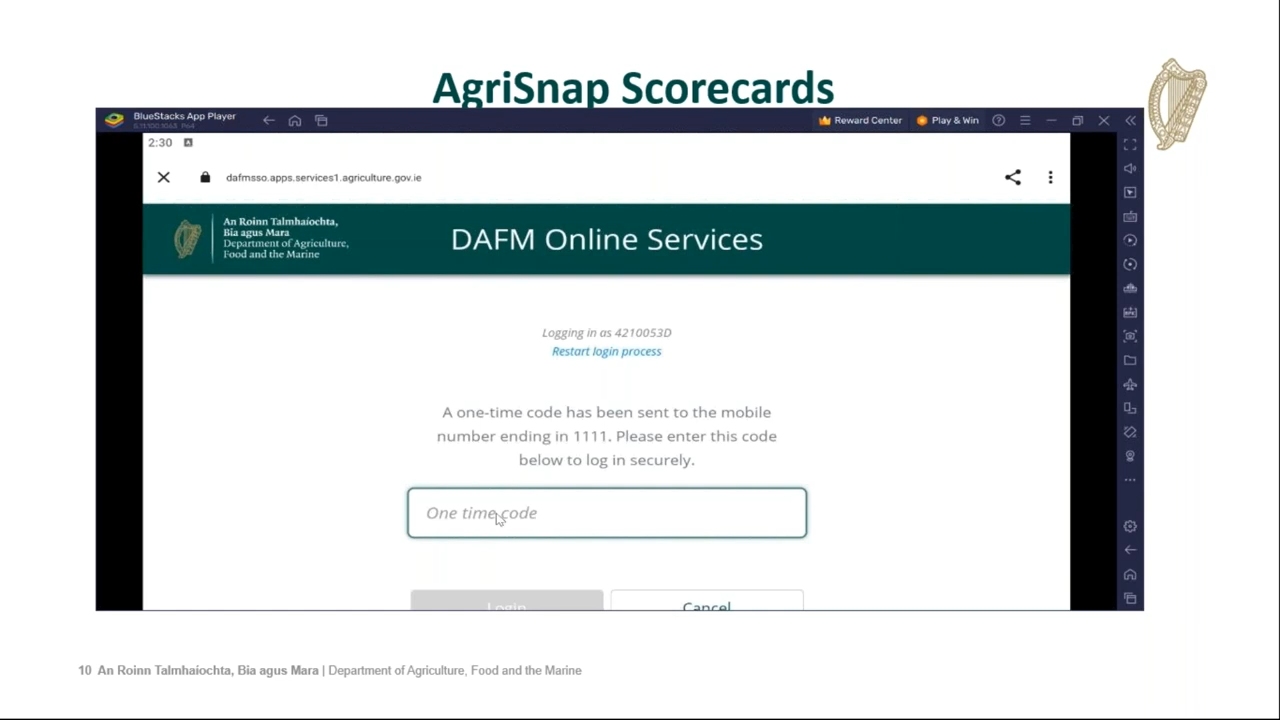 AgriSnap Scorecards
BlueStacks App Player
Reward Center
Play & Win
2:30
dafmsso.apps.services1.agriculture.gov.ie
An Roinn Talmhaíochta,
Bia agus Mara
Department of Agriculture,
Food and the Marine
DAFM Online Services
Logging in as 4210053D
Restart login process
A one-time code has been sent to the mobile
number ending in 1111. Please enter this code
below to log in securely.
One time code
Login
Cancel
10 An Roinn Talmhaíochta, Bia agus Mara | Department of Agriculture, Food and the Marine